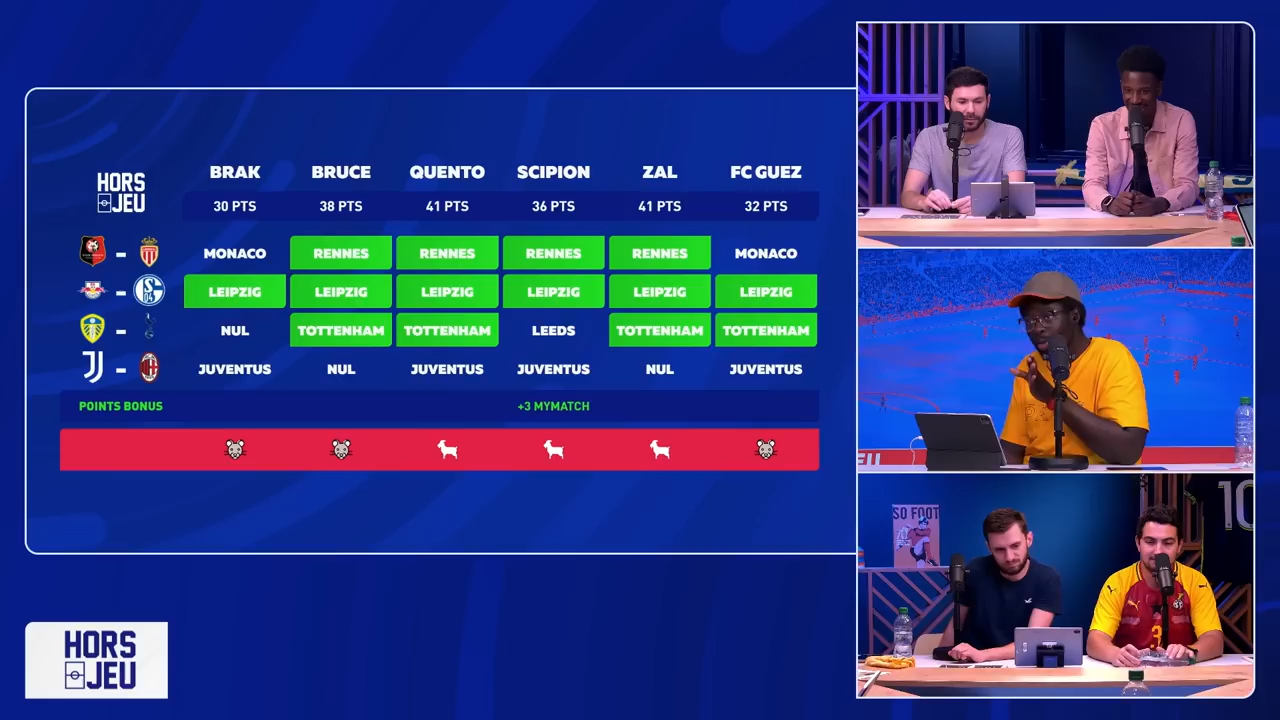 HORS
JEU
BRAK BRUCE QUENTO SCIPION ZAL FC GUEZ
30 PTS 38 PTS 41 PTS 36 PTS 41 PTS 32 PTS
MONACO RENNES RENNES RENNES RENNES MONACO
LEIPZIG LEIPZIG LEIPZIG LEIPZIG LEIPZIG LEIPZIG
NUL TOTTENHAM TOTTENHAM LEEDS TOTTENHAM TOTTENHAM
JUVENTUS NUL JUVENTUS JUVENTUS NUL JUVENTUS
POINTS BONUS +3 MYMATCH
HORS
JEU
SO FOOT
10
3